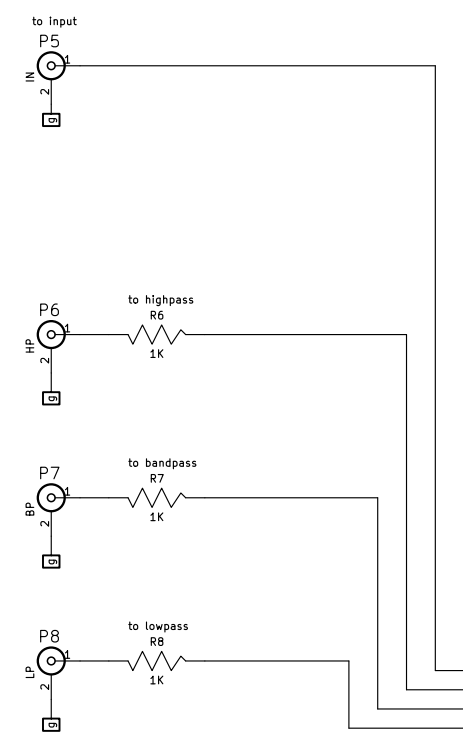 to input
P5
1
IN
2
g
to highpass
P6
R6
1
HP
1K
2
g
to bandpass
P7
R7
1
BP
1K
2
g
to lowpass
P8
R8
1
LP
1K
2
g